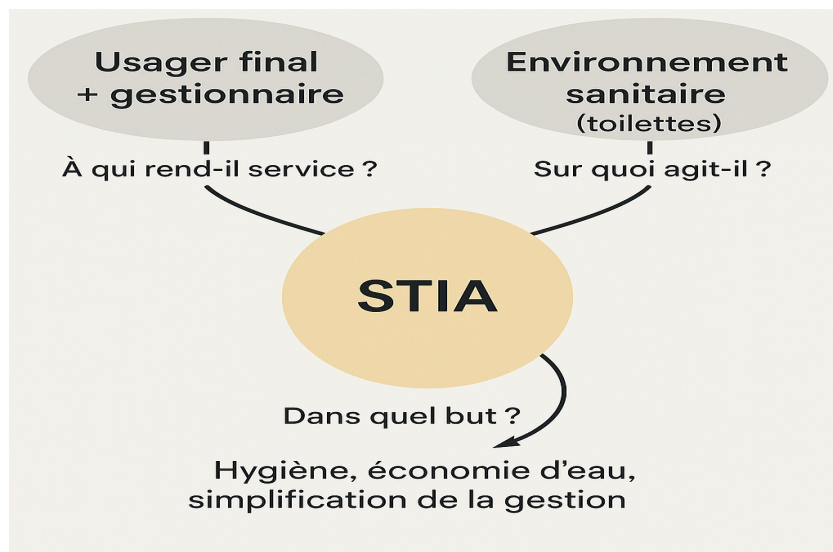 Usager final
+ gestionnaire
Environnement
sanitaire
(toilettes)
À qui rend-il service ?
Sur quoi agit-il ?
STIA
Dans quel but ?
Hygiène, économie d'eau,
simplification de la gestion